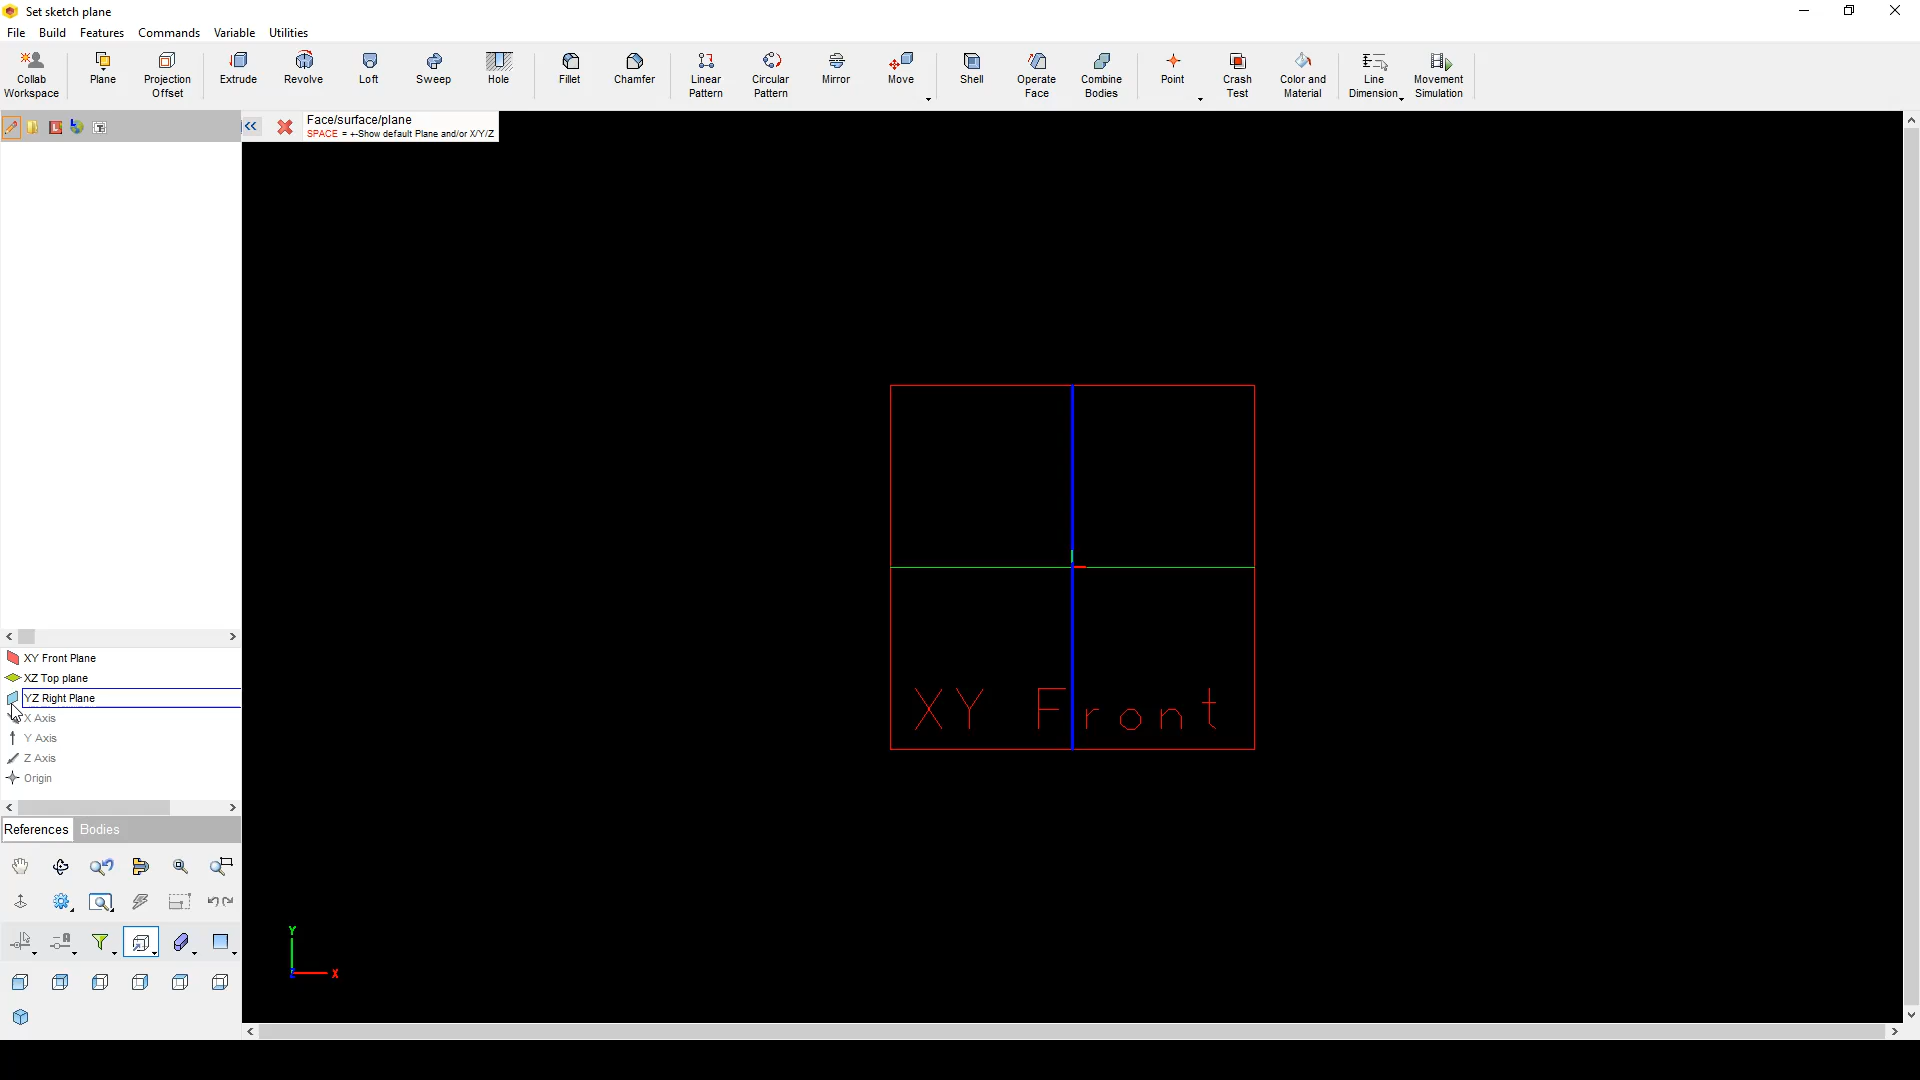 Set sketch plane
File Build Features Commands Variable Utilities
Collab Workspace
Plane
Projection Offset
Extrude
Revolve
Loft
Sweep
Hole
Fillet
Chamfer
Linear Pattern
Circular Pattern
Mirror
Move
Shell
Operate Face
Combine Bodies
Point
Crash Test
Color and Material
Line Dimension
Movement Simulation
Face/surface/plane
SPACE = +-Show default Plane and/or X/Y/Z
XY Front Plane
XZ Top plane
YZ Right Plane
X Axis
Y Axis
Z Axis
Origin
References Bodies
XY Front
Y
X